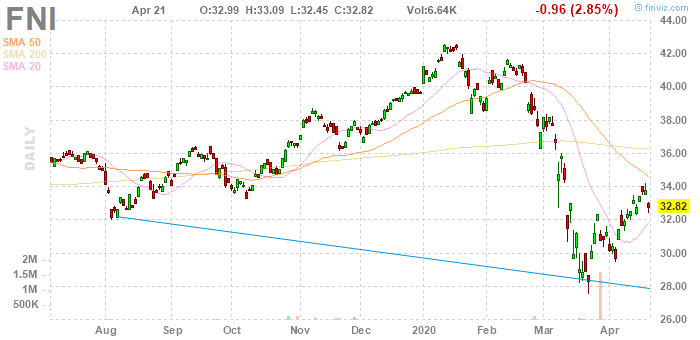 FNI
Apr 21
O:32.99 H:33.09 L:32.45 C:32.82
Vol:6.64K
-0.96 (2.85%)
© finviz.com
SMA 50
SMA 200
SMA 20
DAILY
44.00
42.00
40.00
38.00
36.00
34.00
32.82
32.00
30.00
28.00
26.00
2M
1.5M
1M
500K
Aug Sep Oct Nov Dec 2020 Feb Mar Apr